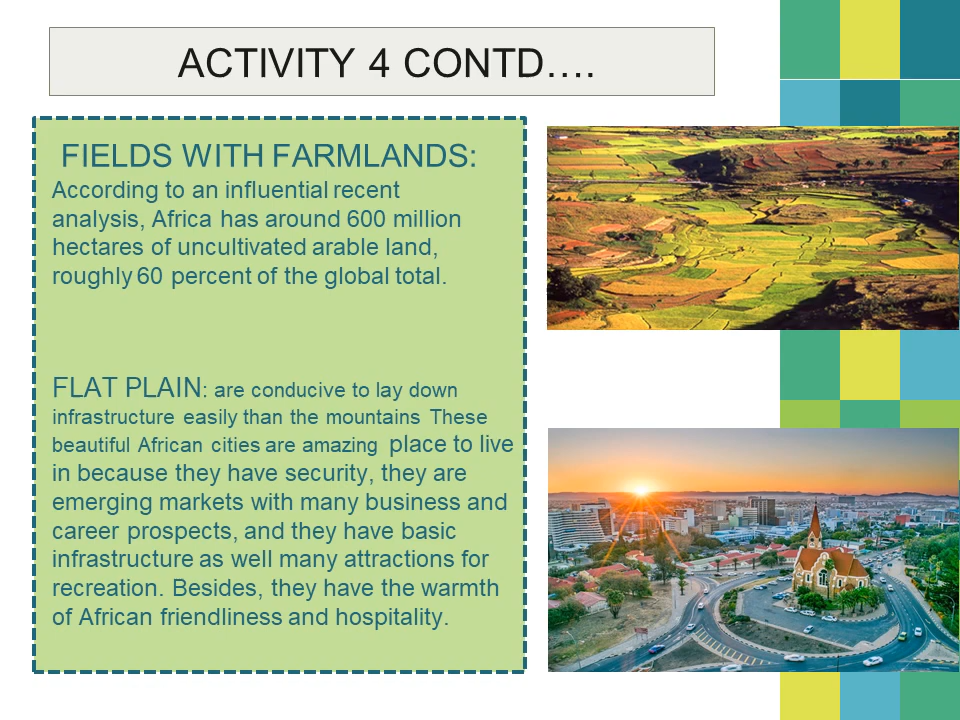 ACTIVITY 4 CONTD….
FIELDS WITH FARMLANDS:
According to an influential recent
analysis, Africa has around 600 million
hectares of uncultivated arable land,
roughly 60 percent of the global total.
FLAT PLAIN: are conducive to lay down
infrastructure easily than the mountains These
beautiful African cities are amazing place to live
in because they have security, they are
emerging markets with many business and
career prospects, and they have basic
infrastructure as well many attractions for
recreation. Besides, they have the warmth
of African friendliness and hospitality.